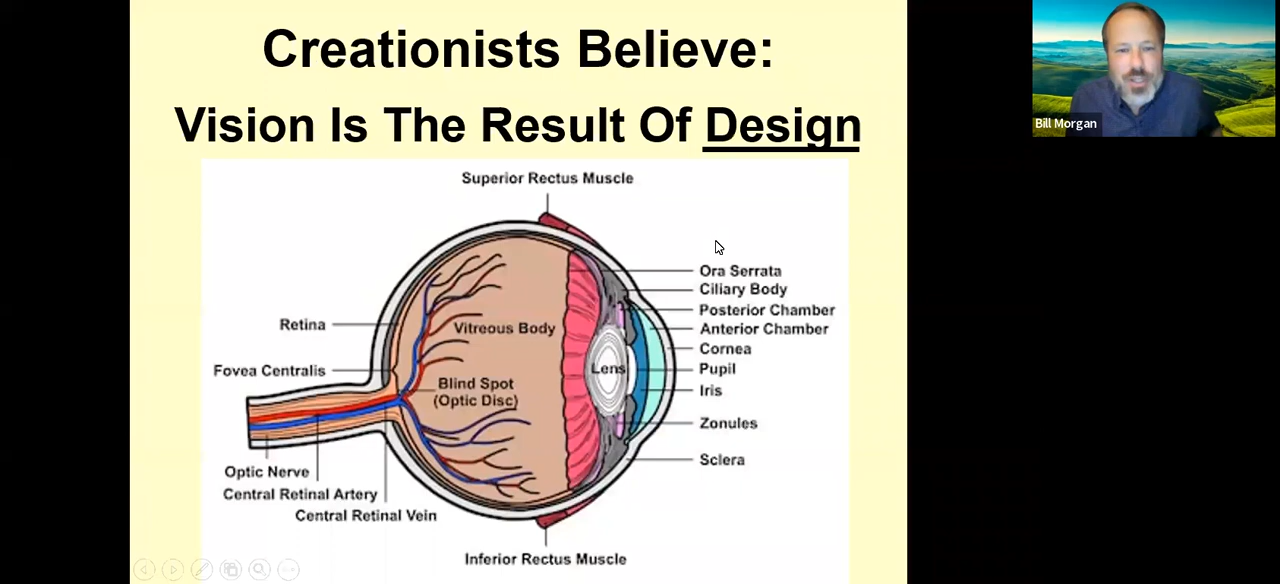 Creationists Believe:
Vision Is The Result Of Design
Bill Morgan
Superior Rectus Muscle
Ora Serrata
Ciliary Body
Posterior Chamber
Anterior Chamber
Cornea
Pupil
Iris
Zonules
Sclera
Retina
Vitreous Body
Fovea Centralis
Lens
Blind Spot
(Optic Disc)
Optic Nerve
Central Retinal Artery
Central Retinal Vein
Inferior Rectus Muscle